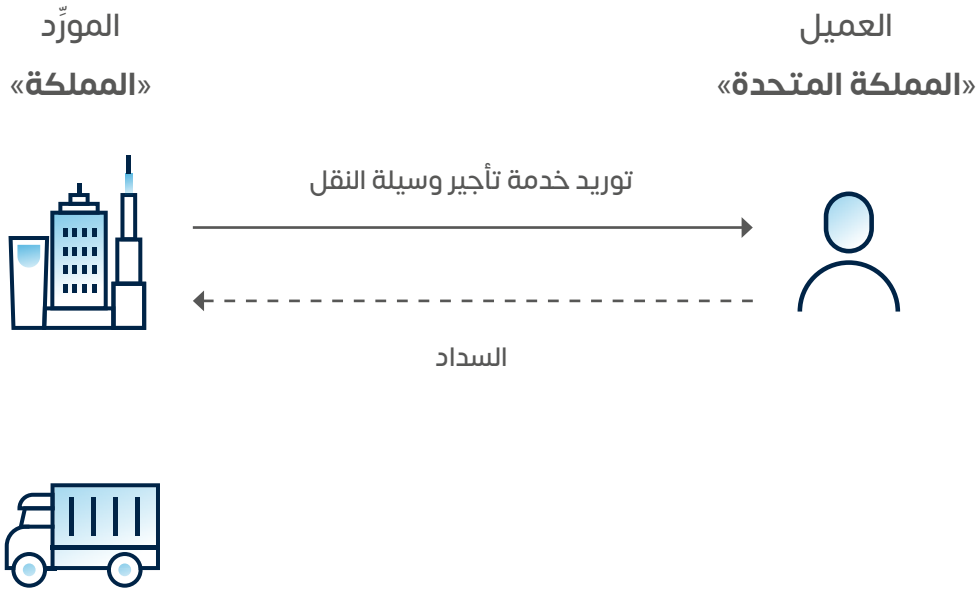 العميل
«المملكة المتحدة»
المورِّد
«المملكة»
توريد خدمة تأجير وسيلة النقل
السداد